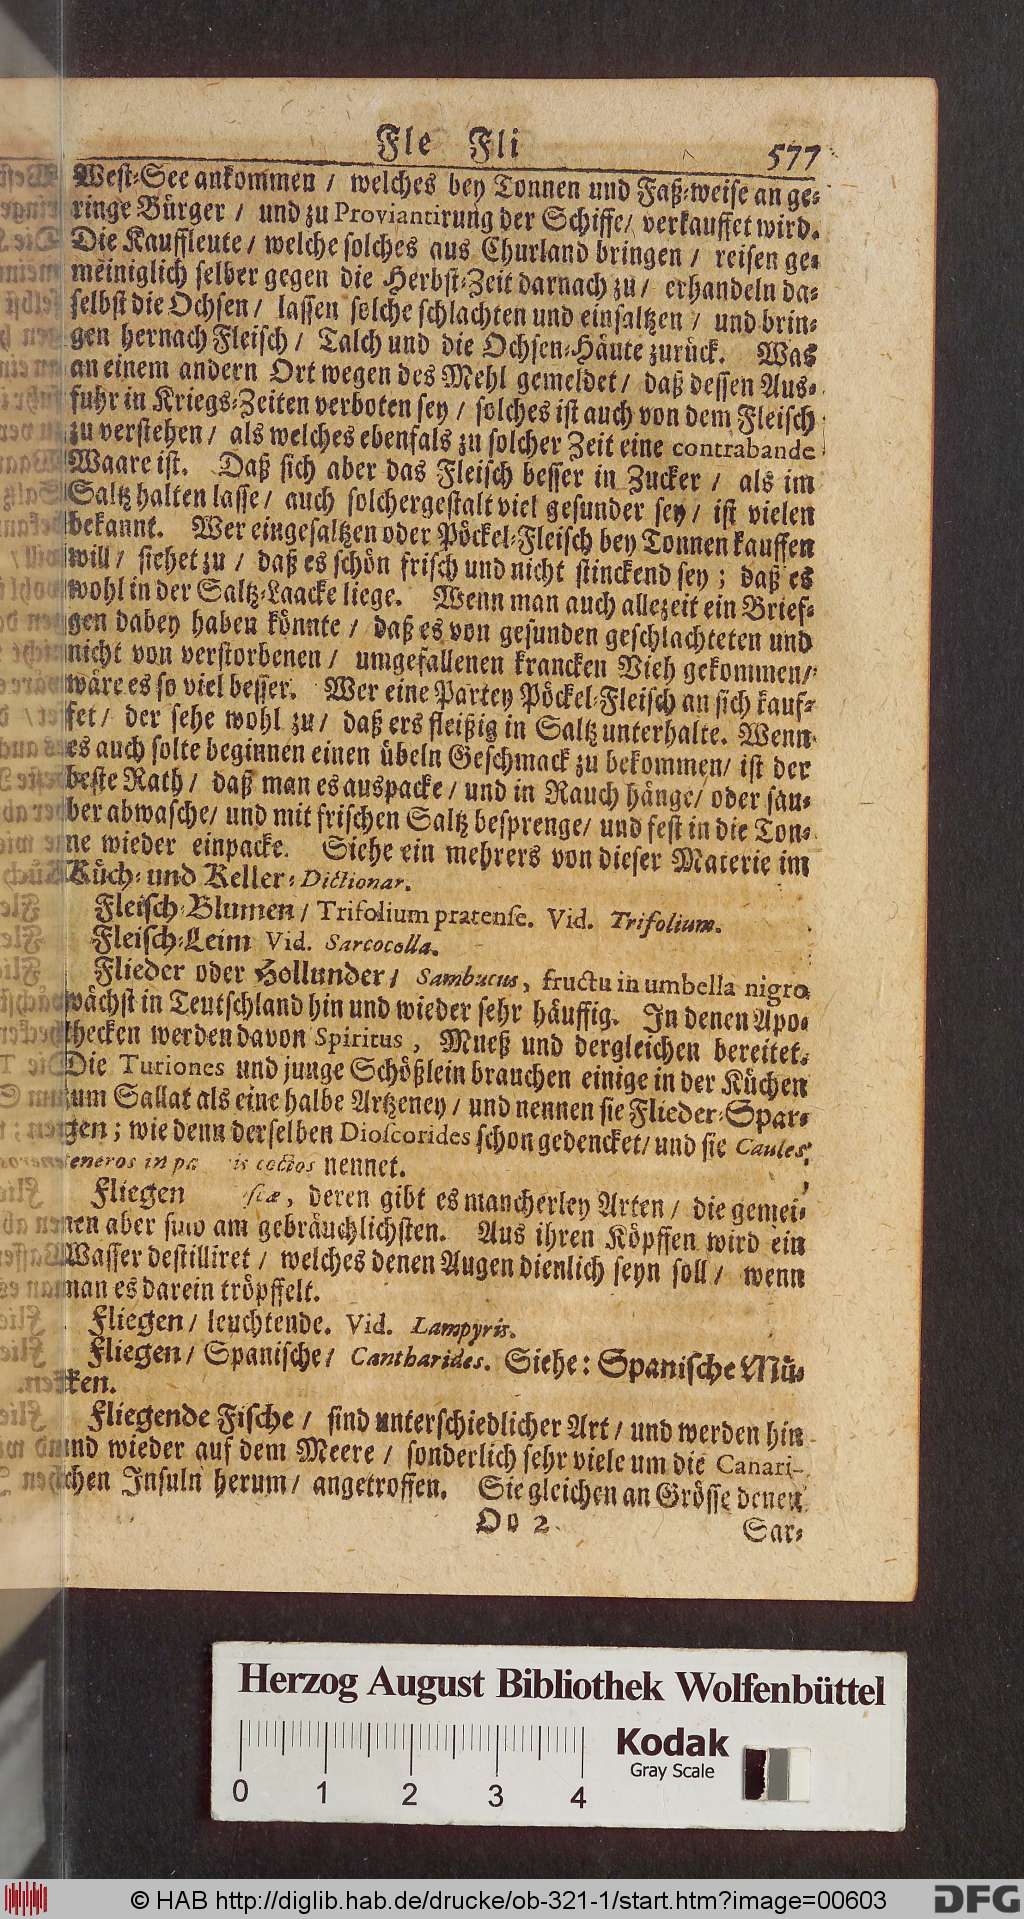 Fle Fli 577
West-See ankommen / welches bey Tonnen und Faß-weise an ge-
ringe Bürger / und zu Proviantirung der Schiffe / verkauffet wird.
Die Kauffleute / welche solches aus Churland bringen / reisen ge-
meiniglich selber gegen die Herbst-Zeit darnach zu / erhandeln da-
selbst die Ochsen / lassen solche schlachten und einsaltzen / und brin-
gen hernach Fleisch / Talch und die Ochsen-Häute zurück. Was
an einem andern Ort wegen des Mehl gemeldet / daß dessen Aus-
fuhr in Kriegs-Zeiten verboten sey / solches ist auch von dem Fleisch
zu verstehen / als welches ebenfals zu solcher Zeit eine contrabande
Waare ist. Daß sich aber das Fleisch besser in Zucker / als im
Saltz halten lasse / auch solchergestalt viel gesunder sey / ist vielen
bekannt. Wer eingesaltzen oder Pöckel-Fleisch bey Tonnen kauffen
will / siehet zu / daß es schön frisch und nicht stinckend sey ; daß es
wohl in der Saltz-Laacke liege. Wenn man auch allezeit ein Brief-
gen dabey haben könnte / daß es von gesunden geschlachteten und
nicht von verstorbenen / umgefallenen krancken Vieh gekommen /
wäre es so viel besser. Wer eine Partey Pöckel-Fleisch an sich kauf-
fet / der sehe wohl zu / daß ers fleißig in Saltz unterhalte. Wenn
es auch solte beginnen einen übeln Geschmack zu bekommen / ist der
beste Rath / daß man es auspacke / und in Rauch hänge / oder sau-
ber abwasche / und mit frischen Saltz besprenge / und fest in die Ton-
ne wieder einpacke. Siehe ein mehrers von dieser Materie im
Küch- und Keller-Dictionar.
Fleisch-Blumen / Trifolium pratense. Vid. Trifolium.
Fleisch-Leim Vid. Sarcocolla.
Flieder oder Hollunder / Sambucus, fructu in umbella nigro
wächst in Teutschland hin und wieder sehr häuffig. In denen Apo-
thecken werden davon Spiritus, Mueß und dergleichen bereitet.
Die Turiones und junge Schößlein brauchen einige in der Küchen
zum Sallat als eine halbe Artzeney / und nennen sie Flieder-Spar-
gen ; wie denn derselben Dioscorides schon gedencket / und sie Caules
teneros in pa is coctos nennet.
Fliegen scæ, deren gibt es mancherley Arten / die gemei-
nen aber sind am gebräuchlichsten. Aus ihren Köpffen wird ein
Wasser destilliret / welches denen Augen dienlich seyn soll / wenn
man es darein tröpffelt.
Fliegen / leuchtende. Vid. Lampyris.
Fliegen / Spanische / Cantharides. Siehe: Spanische Mü-
cken.
Fliegende Fische / sind unterschiedlicher Art / und werden hin
und wieder auf dem Meere / sonderlich sehr viele um die Canari-
schen Insuln herum / angetroffen. Sie gleichen an Grösse denen
Oo 2 Sar-
Herzog August Bibliothek Wolfenbüttel
0 1 2 3 4
Kodak
Gray Scale
© HAB http://diglib.hab.de/drucke/ob-321-1/start.htm?image=00603
DFG